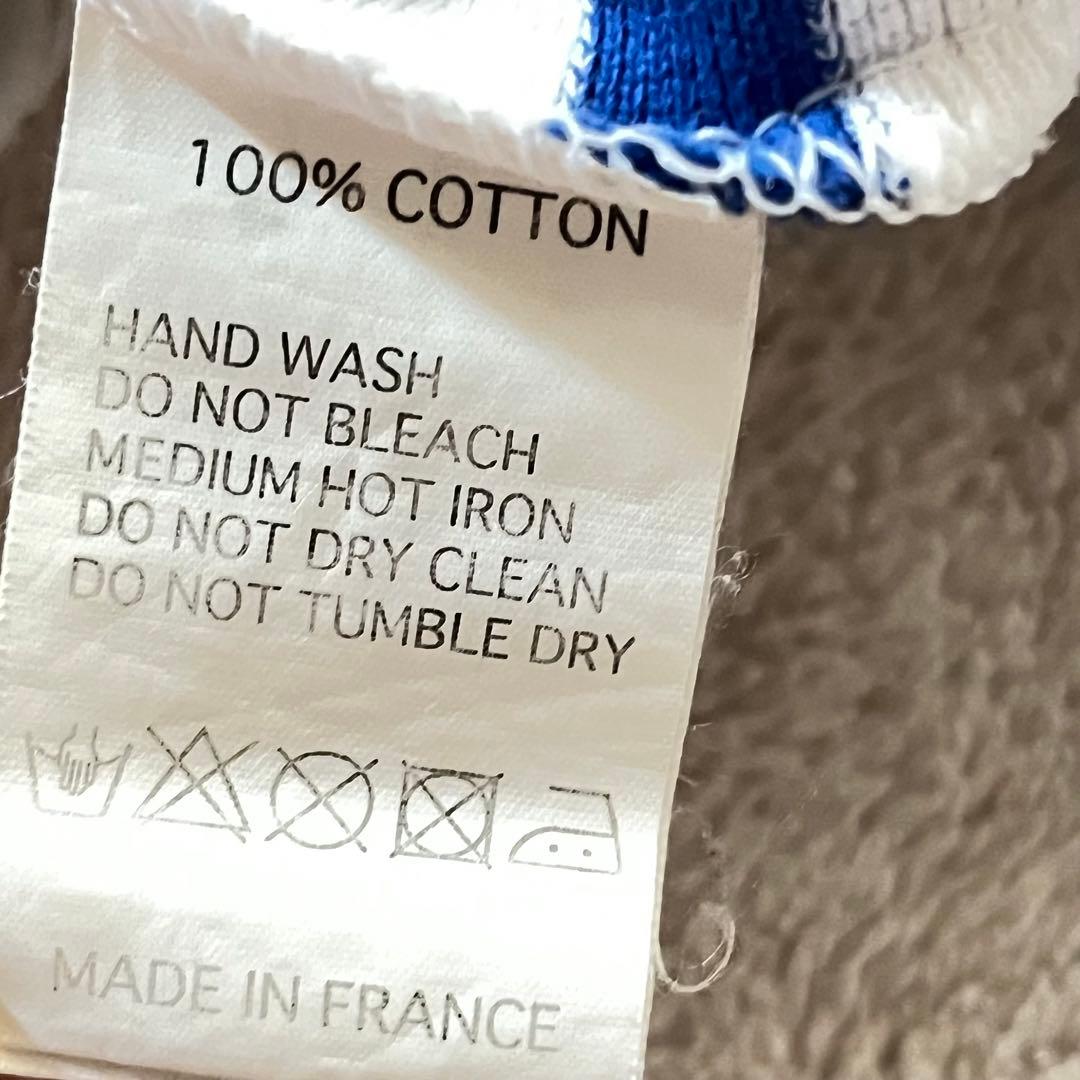 100% COTTON
HAND WASH
DO NOT BLEACH
MEDIUM HOT IRON
DO NOT DRY CLEAN
DO NOT TUMBLE DRY
MADE IN FRANCE